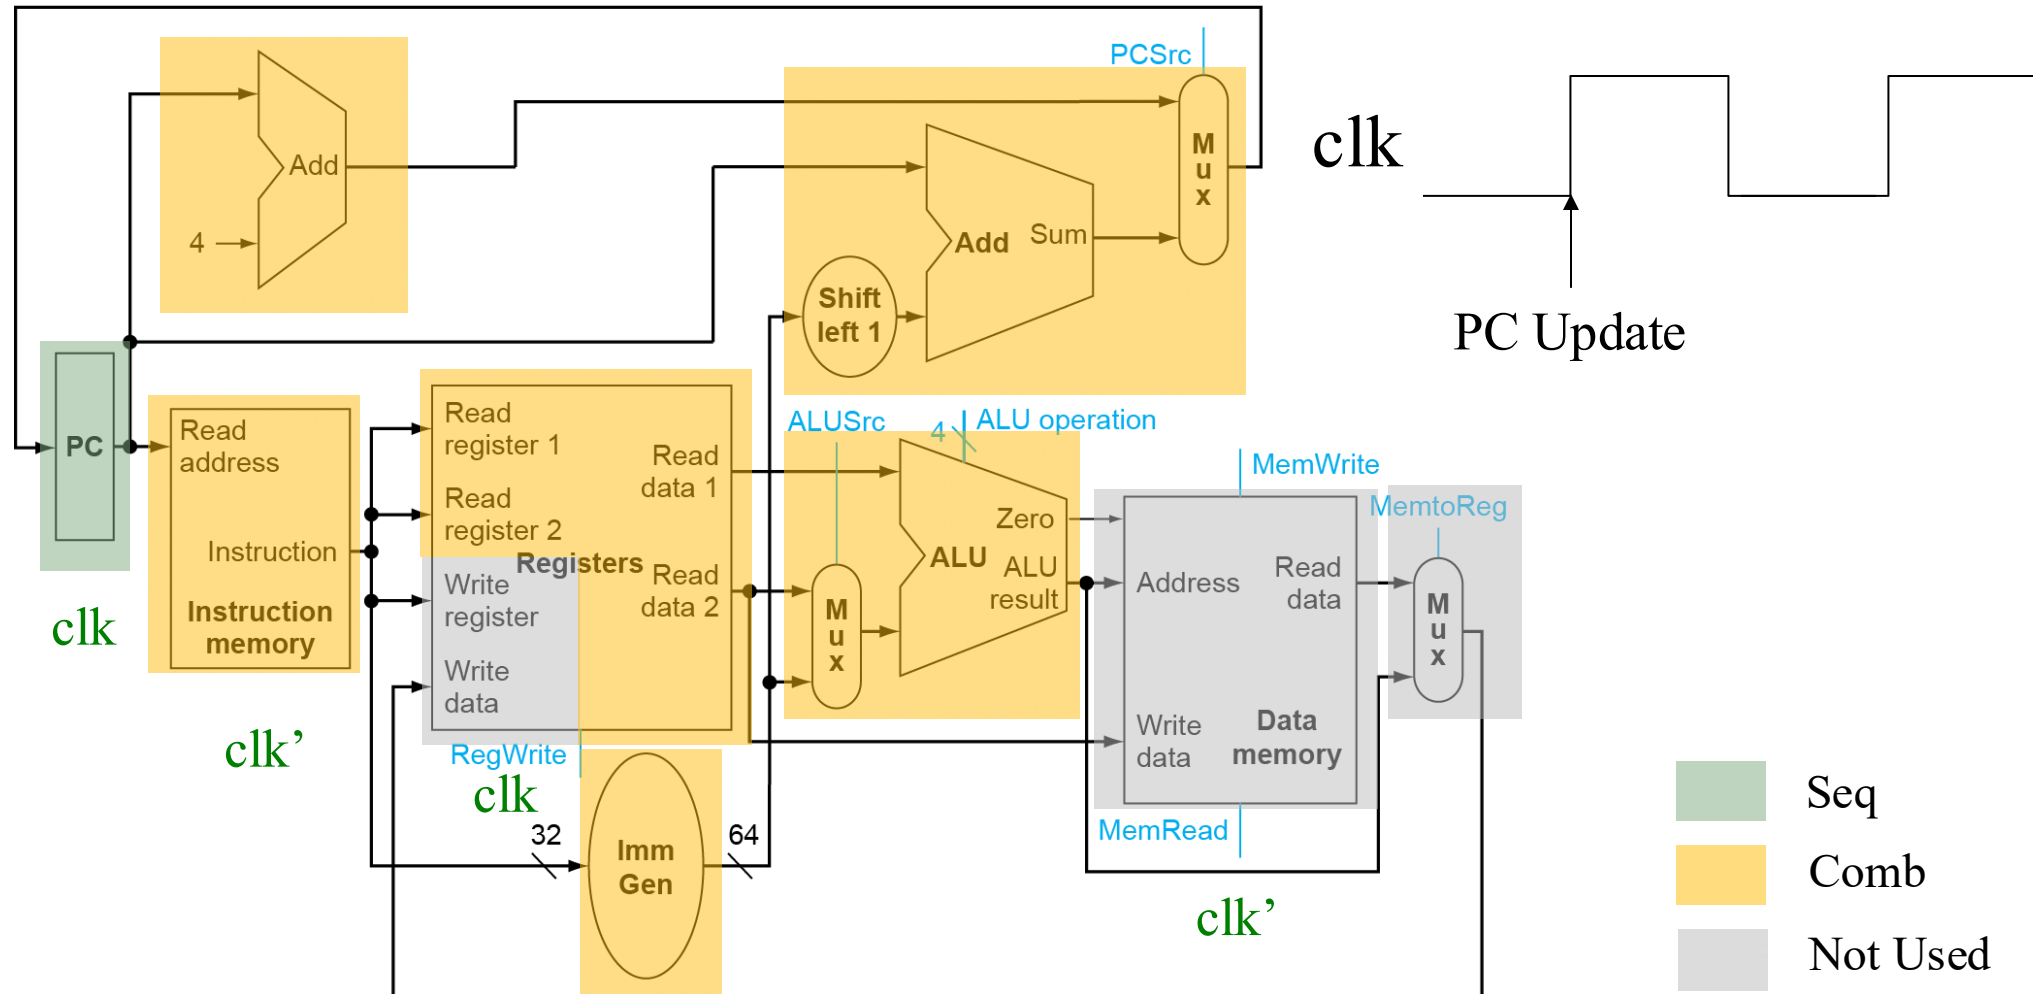 PCSrc
Add
4
Mux
Add
Sum
Shift
left 1
clk
PC Update
PC
clk
Read
address
Instruction
Instruction
memory
clk’
Read
register 1
Read
register 2
Write
register
Write
data
Registers
Read
data 1
Read
data 2
RegWrite
clk
32
Imm
Gen
64
ALUSrc
4
ALU operation
Mux
Zero
ALU
ALU
result
MemWrite
Address
Read
data
Write
data
Data
memory
MemRead
clk’
MemtoReg
Mux
Seq
Comb
Not Used